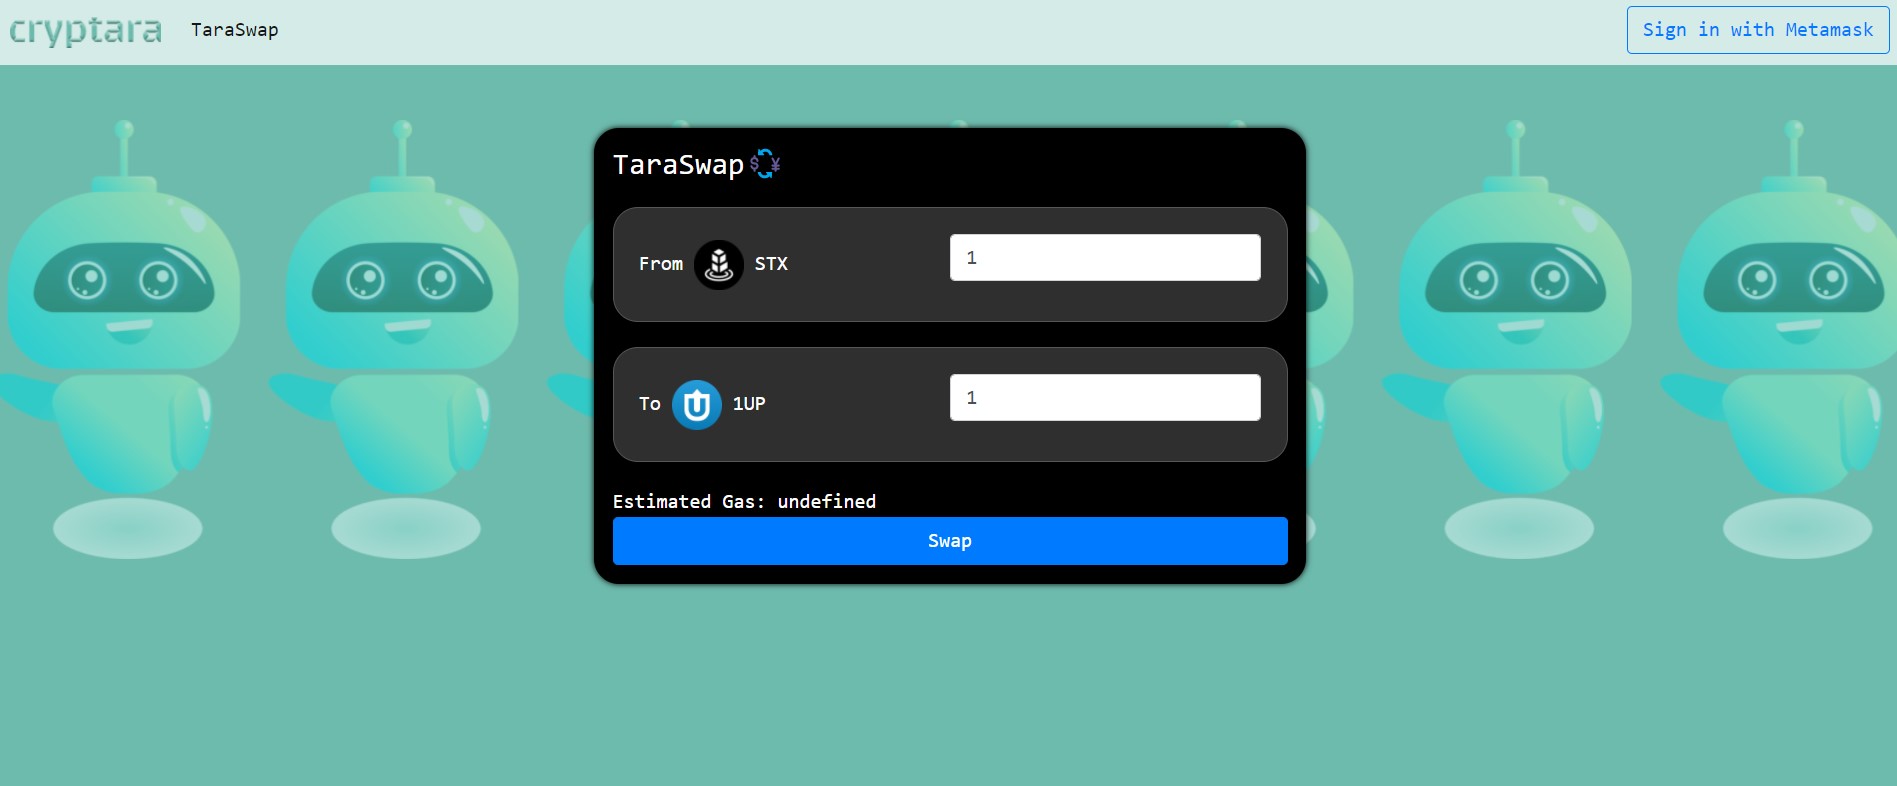 cryptara TaraSwap Sign in with Metamask
TaraSwap $ ¥
From STX 1
To 1UP 1
Estimated Gas: undefined
Swap